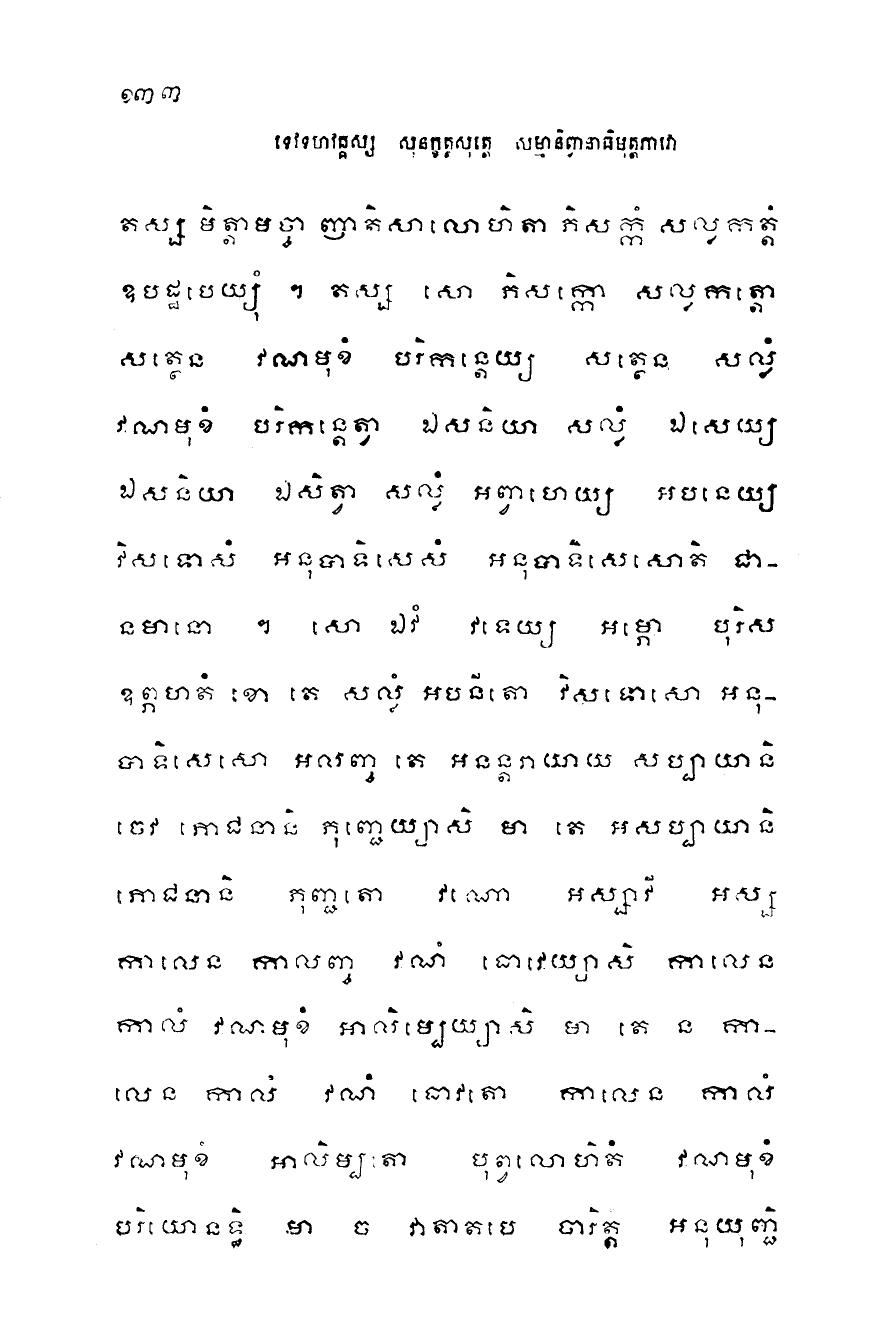 ១៣៣
ទេវទហវគ្គស្ស សុនក្ខត្តសុត្តេ សម្មានិព្វានាធិមុត្តភាវោ
តស្ស មិត្តាមច្ចា ញាតិសាលោហិតា ភិសក្កំ សល្លកត្តំ
ឧបដ្ឋបេយ្យុំ ។ តស្ស សោ ភិសក្កោ សល្លកត្តោ
សត្ថេន វណមុខំ បរិកន្តេយ្យ សត្ថេន សល្លំ
វណមុខំ បរិកន្តេត្វា ឯសនិយា សល្លំ ឯសេយ្យ
ឯសនិយា ឯសិត្វា សល្លំ អព្វាហេយ្យ អបនេយ្យ
វិសទោសំ អនុបាទិសេសំ អនុបាទិសេសោតិ ជា-
នមានោ ។ សោ ឯវំ វទេយ្យ អម្ភោ បុរិស
ឧព្ភហតំ ខោ តេ សល្លំ អបនីតោ វិសទោសោ អនុ-
បាទិសេសោ អលញ្ច តេ អនន្តរាយាយ សប្បាយានិ
ចេវ ភោជនានិ ភុញ្ជេយ្យាសិ មា តេ អសប្បាយានិ
ភោជនានិ ភុញ្ជតោ វណោ អស្សាវី អស្ស
កាលេន កាលញ្ច វណំ ធោវេយ្យាសិ កាលេន
កាលំ វណមុខំ អាលិម្បេយ្យាសិ មា តេ ន កា-
លេន កាលំ វណំ ធោវតោ កាលេន កាលំ
វណមុខំ អាលិម្បតោ បុព្វលោហិតំ វណមុខំ
បរិយោនទ្ធិ មា ច វាតាតបេ ចារិត្តំ អនុយុញ្ជិ